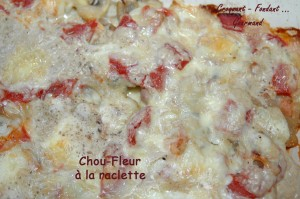 Croquant - Fondant ...
Gourmand
Chou-Fleur
à la raclette